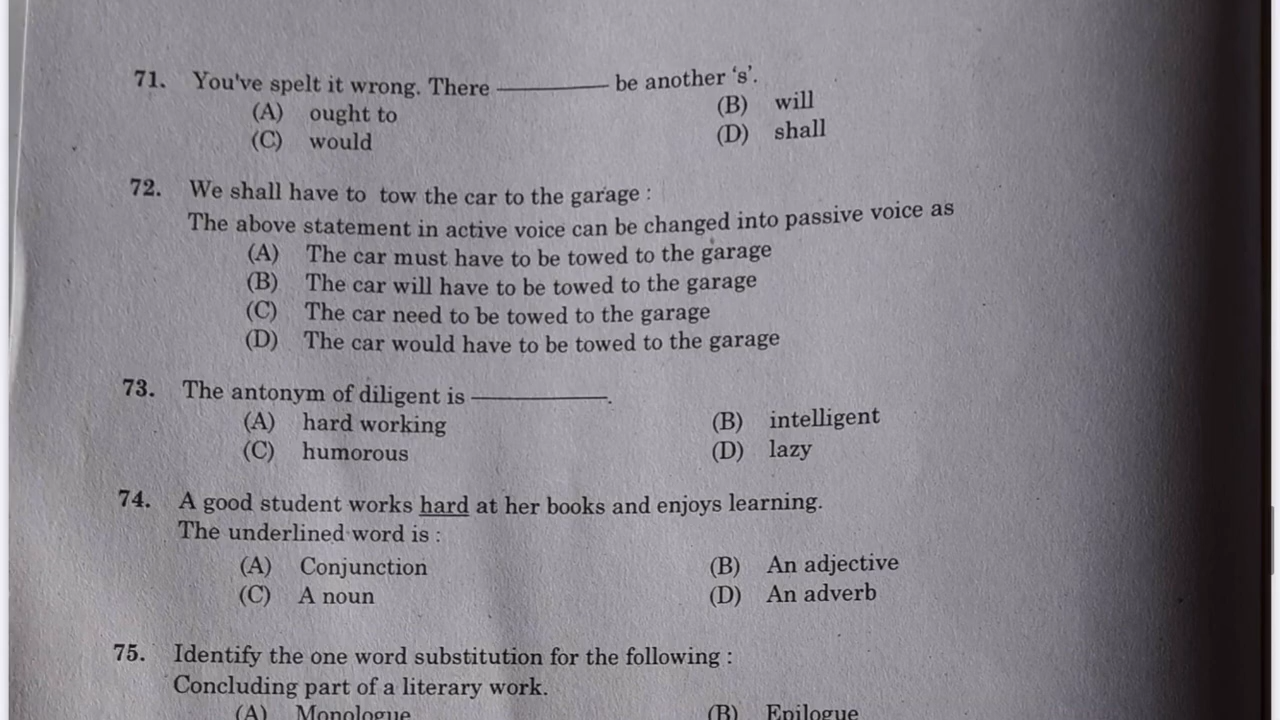 71. You've spelt it wrong. There ________ be another 's'.
(A) ought to (B) will
(C) would (D) shall
72. We shall have to tow the car to the garage :
The above statement in active voice can be changed into passive voice as
(A) The car must have to be towed to the garage
(B) The car will have to be towed to the garage
(C) The car need to be towed to the garage
(D) The car would have to be towed to the garage
73. The antonym of diligent is ________.
(A) hard working (B) intelligent
(C) humorous (D) lazy
74. A good student works hard at her books and enjoys learning.
The underlined word is :
(A) Conjunction (B) An adjective
(C) A noun (D) An adverb
75. Identify the one word substitution for the following :
Concluding part of a literary work.
(A) Monologue (B) Epilogue